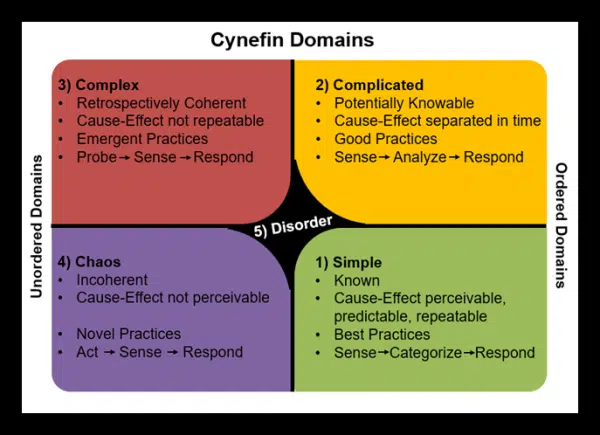 Cynefin Domains
3) Complex
• Retrospectively Coherent
• Cause-Effect not repeatable
• Emergent Practices
• Probe→ Sense→ Respond
2) Complicated
• Potentially Knowable
• Cause-Effect separated in time
• Good Practices
• Sense→Analyze→ Respond
Unordered Domains
Ordered Domains
5) Disorder
4) Chaos
• Incoherent
• Cause-Effect not perceivable
• Novel Practices
• Act → Sense → Respond
1) Simple
• Known
• Cause-Effect perceivable,
predictable, repeatable
• Best Practices
• Sense→Categorize→Respond